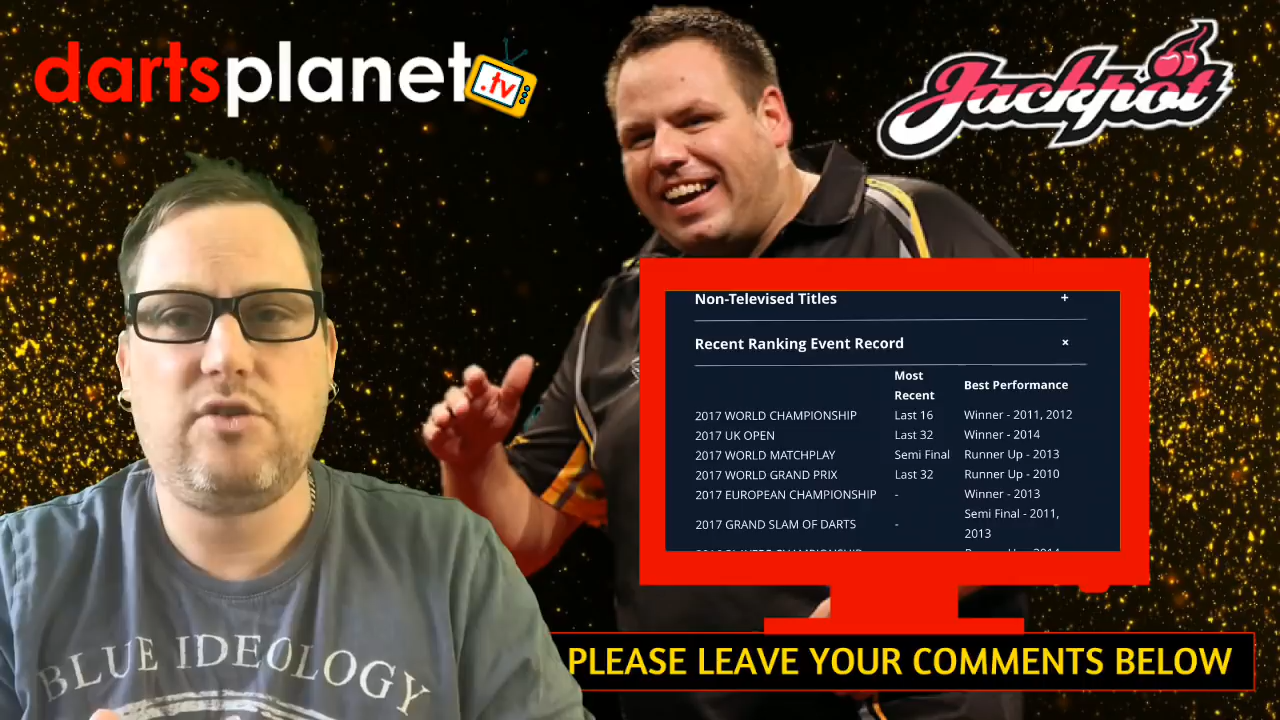 dartsplanet
.tv
Jackpot
Non-Televised Titles +
Recent Ranking Event Record ×
Most Recent Best Performance
2017 WORLD CHAMPIONSHIP Last 16 Winner - 2011, 2012
2017 UK OPEN Last 32 Winner - 2014
2017 WORLD MATCHPLAY Semi Final Runner Up - 2013
2017 WORLD GRAND PRIX Last 32 Runner Up - 2010
2017 EUROPEAN CHAMPIONSHIP - Winner - 2013
2017 GRAND SLAM OF DARTS - Semi Final - 2011, 2013
BLUE IDEOLOGY
PLEASE LEAVE YOUR COMMENTS BELOW